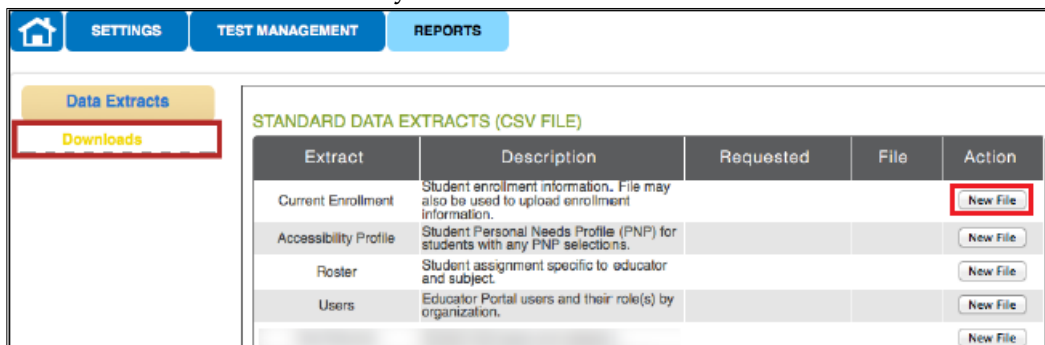 SETTINGS TEST MANAGEMENT REPORTS
Data Extracts
Downloads
STANDARD DATA EXTRACTS (CSV FILE)
Extract Description Requested File Action
Current Enrollment Student enrollment information. File may also be used to upload enrollment information. New File
Accessibility Profile Student Personal Needs Profile (PNP) for students with any PNP selections. New File
Roster Student assignment specific to educator and subject. New File
Users Educator Portal users and their role(s) by organization. New File
New File